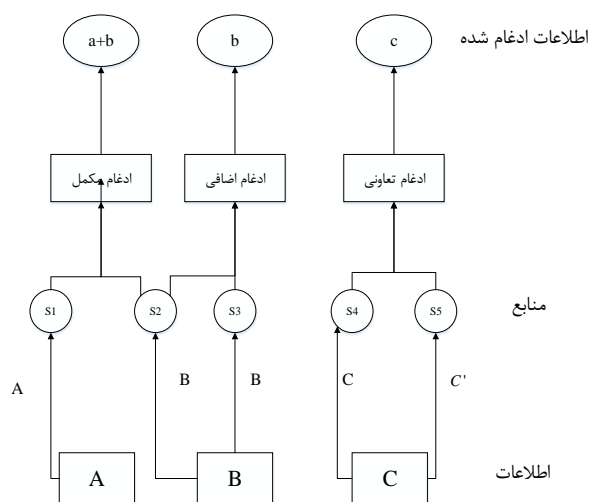 a+b b c اطلاعات ادغام شده
ادغام مکمل ادغام اضافی ادغام تعاونی
S1 S2 S3 S4 S5 منابع
A B B C C'
A B C اطلاعات